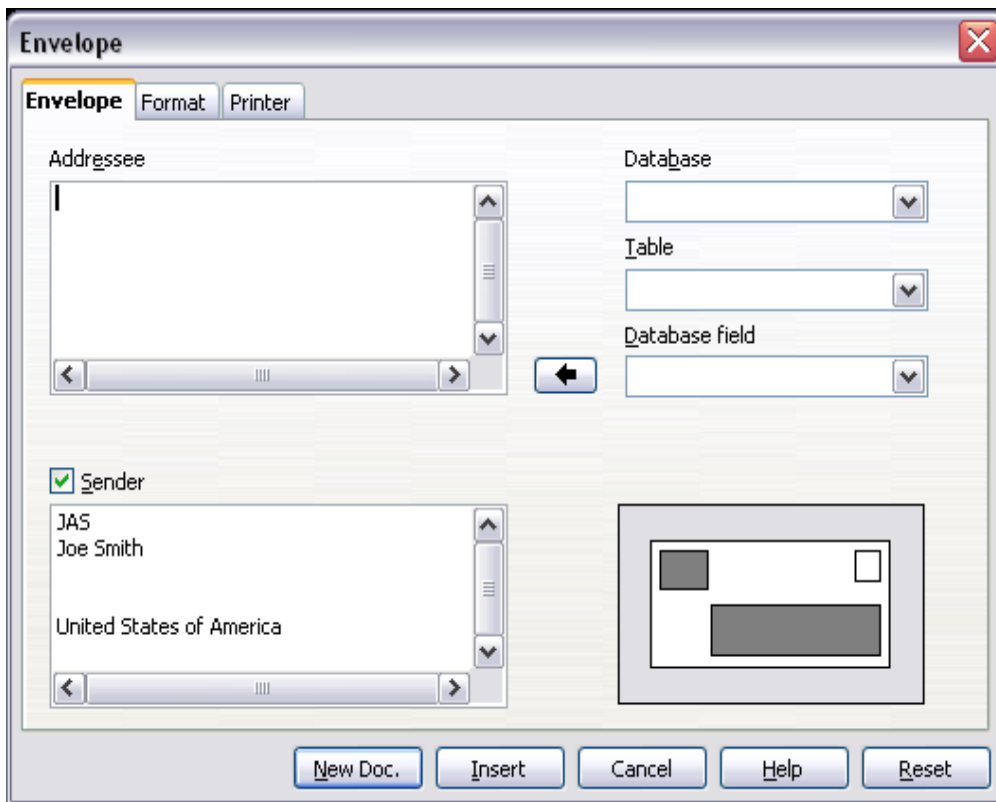 Envelope
Envelope Format Printer
Addressee
Database
Table
Database field
Sender
JAS
Joe Smith
United States of America
New Doc. Insert Cancel Help Reset